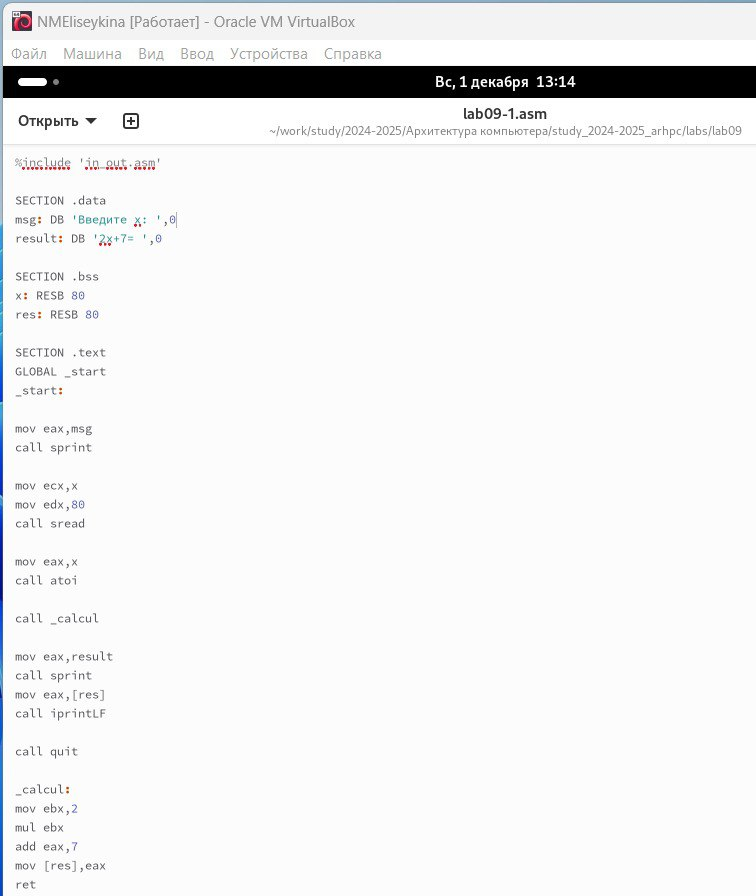 NMEliseykina [Работает] - Oracle VM VirtualBox
Файл Машина Вид Ввод Устройства Справка
Вс, 1 декабря 13:14
Открыть
lab09-1.asm
~/work/study/2024-2025/Архитектура компьютера/study_2024-2025_arhpc/labs/lab09
%include 'in_out.asm'
SECTION .data
msg: DB 'Введите x: ',0
result: DB '2x+7= ',0
SECTION .bss
x: RESB 80
res: RESB 80
SECTION .text
GLOBAL _start
_start:
mov eax,msg
call sprint
mov ecx,x
mov edx,80
call sread
mov eax,x
call atoi
call _calcul
mov eax,result
call sprint
mov eax,[res]
call iprintLF
call quit
_calcul:
mov ebx,2
mul ebx
add eax,7
mov [res],eax
ret